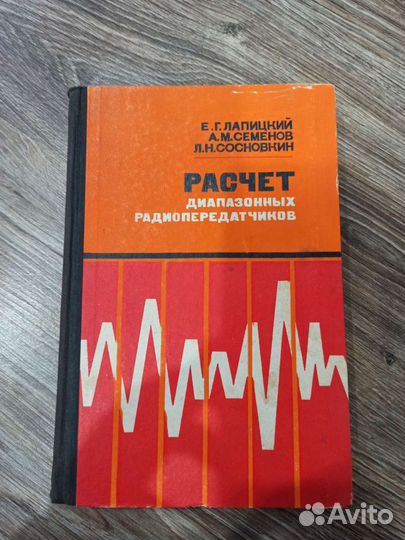 Е.Г.ЛАПИЦКИЙ
А.М.СЕМЕНОВ
Л.Н.СОСНОВКИН
РАСЧЕТ
ДИАПАЗОННЫХ
РАДИОПЕРЕДАТЧИКОВ
Avito